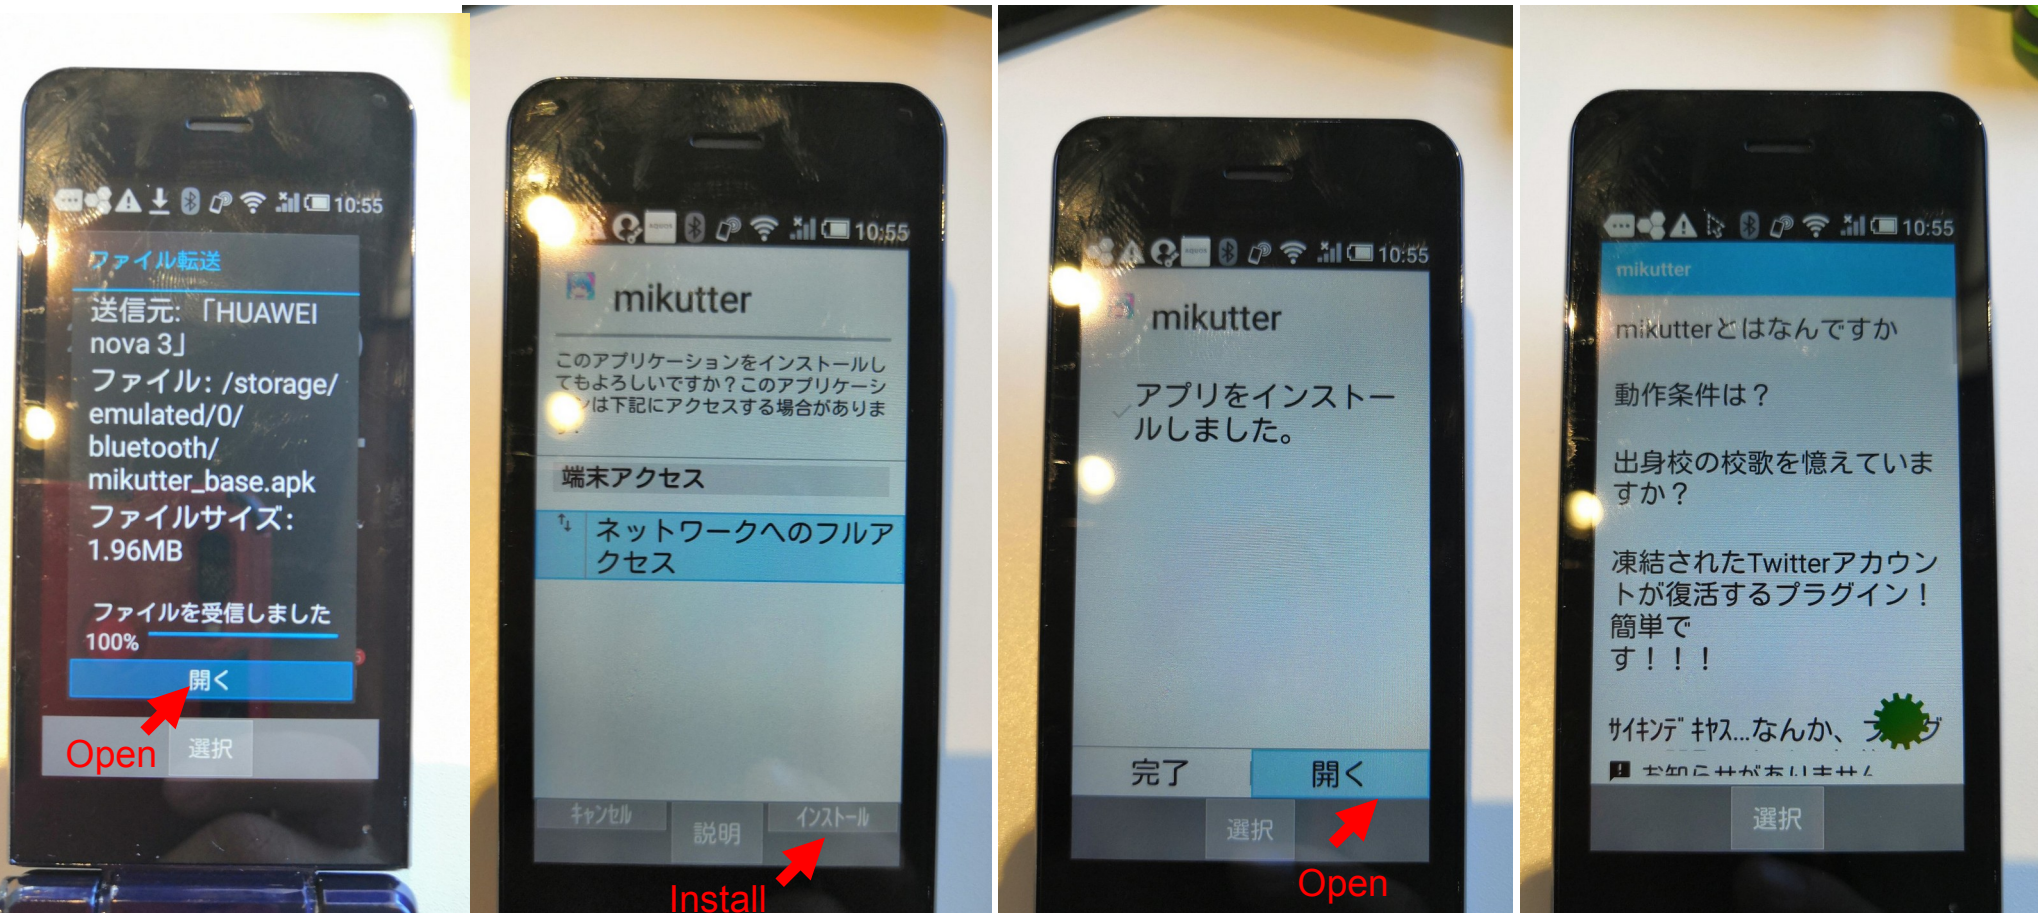 10:55
ファイル転送
送信元: 「HUAWEI
nova 3」
ファイル: /storage/
emulated/0/
bluetooth/
mikutter_base.apk
ファイルサイズ:
1.96MB
ファイルを受信しました
100%
開く
Open
選択
10:55
mikutter
このアプリケーションをインストールし
てもよろしいですか？このアプリケーシ
ンは下記にアクセスする場合がありま
端末アクセス
ネットワークへのフルア
クセス
キャンセル
説明
インストール
Install
10:55
mikutter
アプリをインストー
ルしました。
完了
開く
選択
Open
10:55
mikutter
mikutterとはなんですか
動作条件は？
出身校の校歌を憶えていま
すか？
凍結されたTwitterアカウン
トが復活するプラグイン！
簡単で
す！！！
ｻｲｷﾝﾃﾞｷﾔｽ...なんか、
お知らせがありません
選択